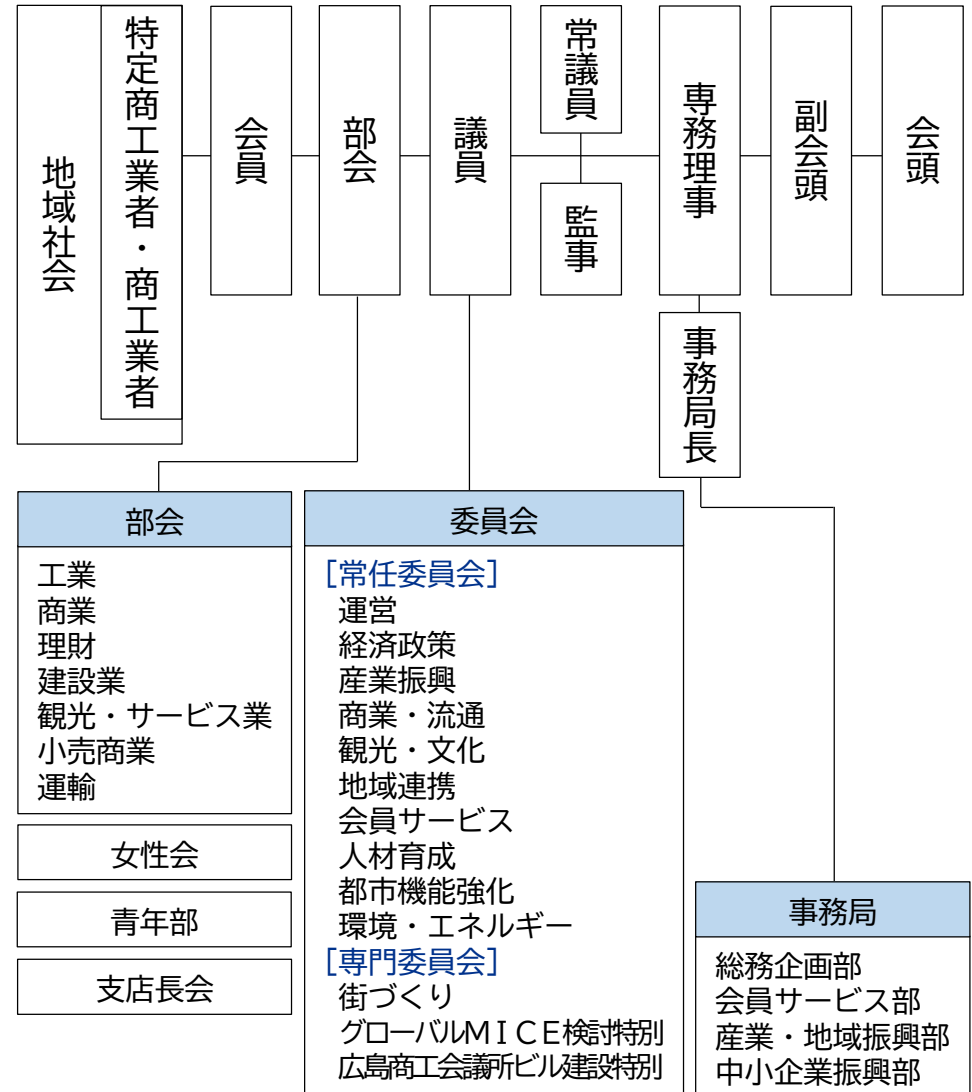 地域社会
特定商工業者・商工業者
会員
部会
議員
常議員
監事
専務理事
副会頭
会頭
事務局長
部会
工業
商業
理財
建設業
観光・サービス業
小売商業
運輸
女性会
青年部
支店長会
委員会
［常任委員会］
運営
経済政策
産業振興
商業・流通
観光・文化
地域連携
会員サービス
人材育成
都市機能強化
環境・エネルギー
［専門委員会］
街づくり
グローバルＭＩＣＥ検討特別
広島商工会議所ビル建設特別
事務局
総務企画部
会員サービス部
産業・地域振興部
中小企業振興部